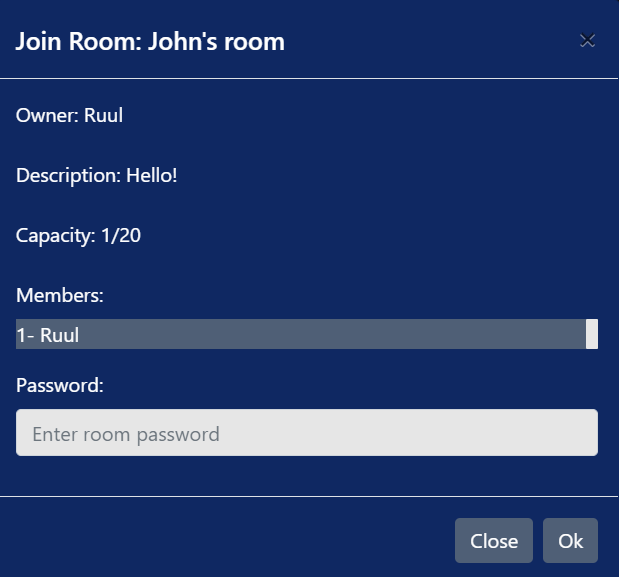 Join Room: John's room ×
Owner: Ruul
Description: Hello!
Capacity: 1/20
Members:
1- Ruul
Password:
Enter room password
Close Ok